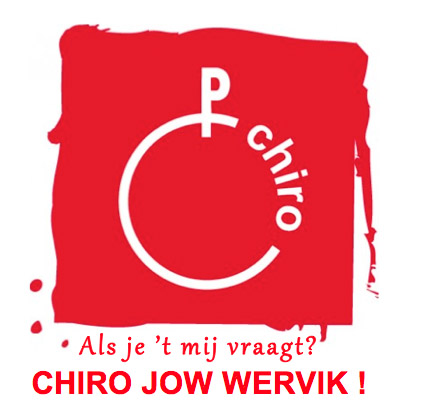 P
chiro
Als je ’t mij vraagt?
CHIRO JOW WERVIK !